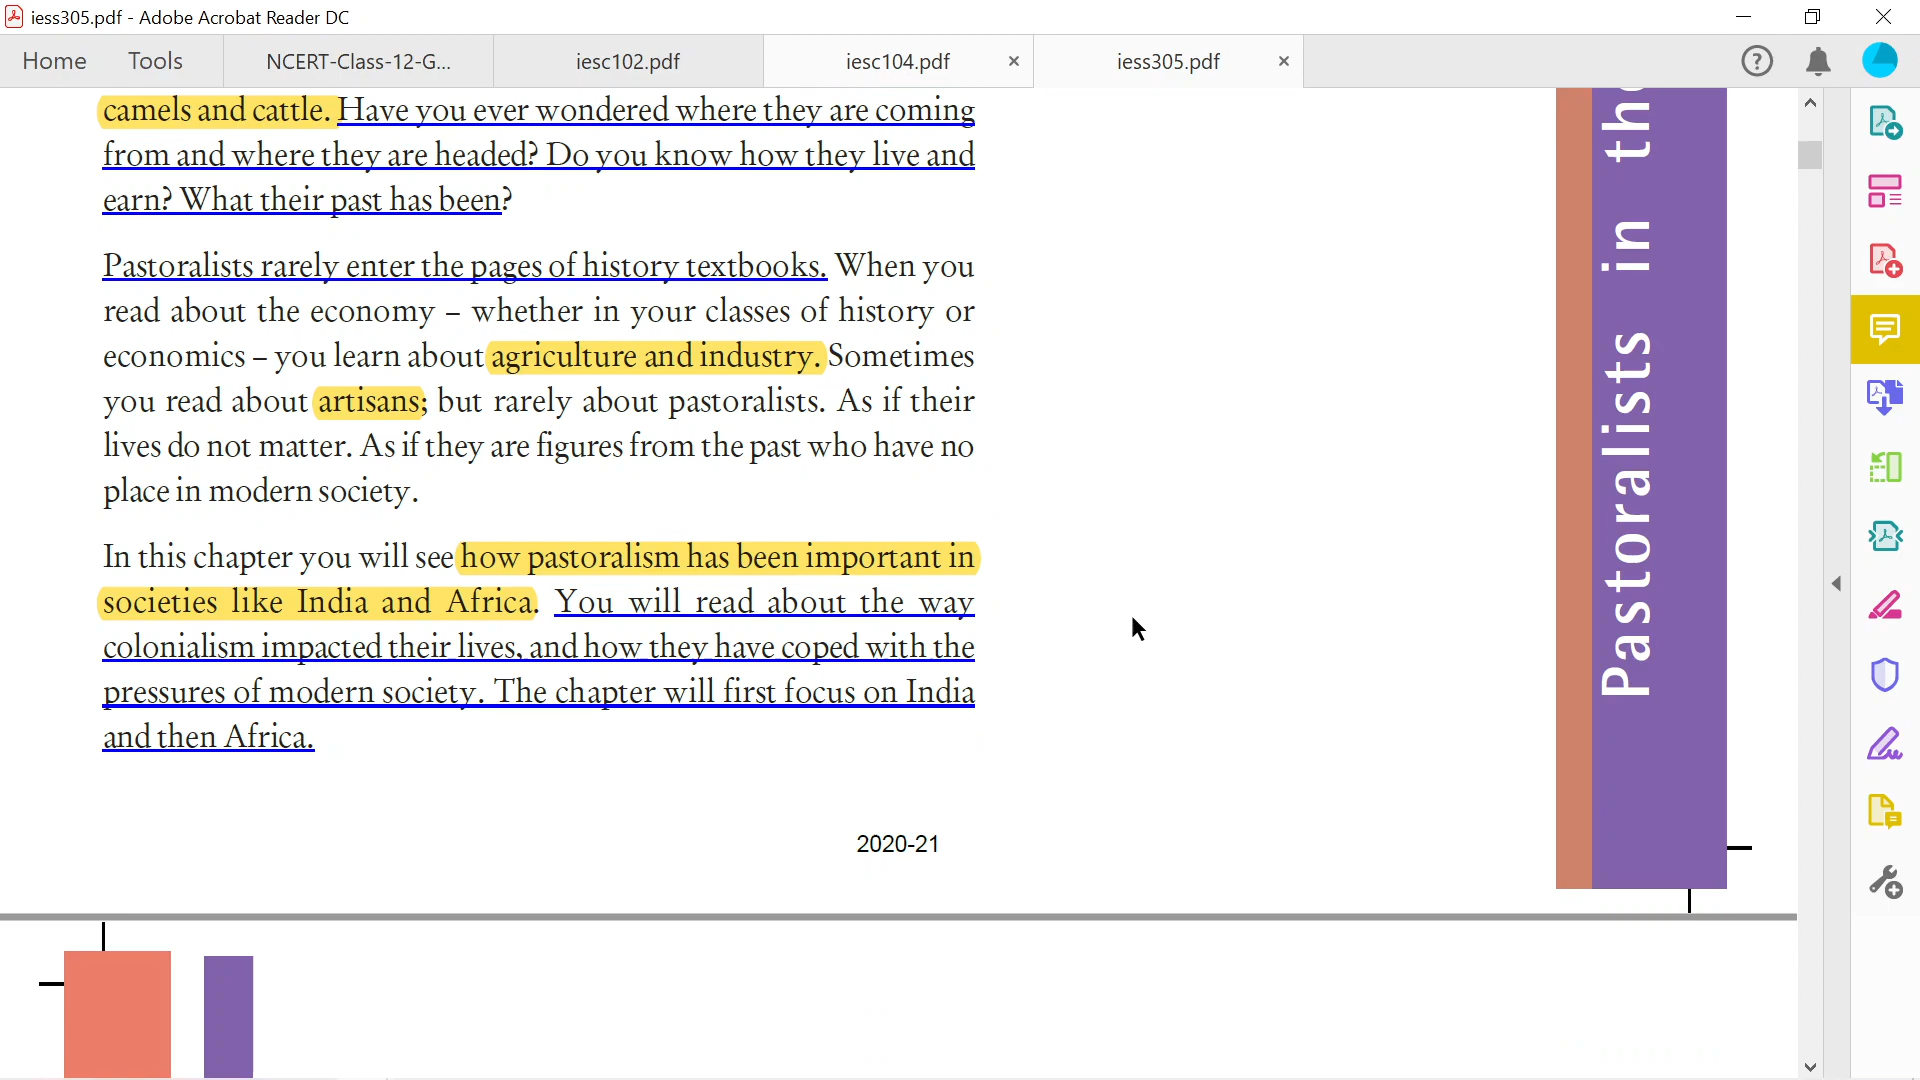 iess305.pdf - Adobe Acrobat Reader DC
Home Tools NCERT-Class-12-G... iesc102.pdf iesc104.pdf iess305.pdf
camels and cattle. Have you ever wondered where they are coming
from and where they are headed? Do you know how they live and
earn? What their past has been?
Pastoralists rarely enter the pages of history textbooks. When you
read about the economy – whether in your classes of history or
economics – you learn about agriculture and industry. Sometimes
you read about artisans; but rarely about pastoralists. As if their
lives do not matter. As if they are figures from the past who have no
place in modern society.
In this chapter you will see how pastoralism has been important in
societies like India and Africa. You will read about the way
colonialism impacted their lives, and how they have coped with the
pressures of modern society. The chapter will first focus on India
and then Africa.
2020-21
Pastoralists in the